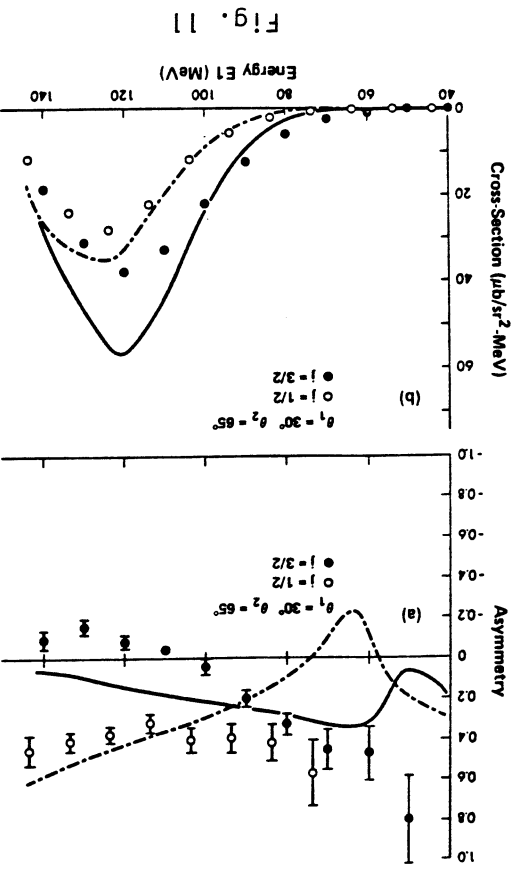 Asymmetry
1.0
0.8
0.6
0.4
0.2
0
-0.2
-0.4
-0.6
-0.8
-1.0
(a)
θ₁ = 30° θ₂ = 65°
○ j = 1/2
● j = 3/2
Cross-Section (μb/sr²-MeV)
60
40
20
0
(b)
θ₁ = 30° θ₂ = 65°
○ j = 1/2
● j = 3/2
40 60 80 100 120 140
Energy E1 (MeV)
Fig. 11